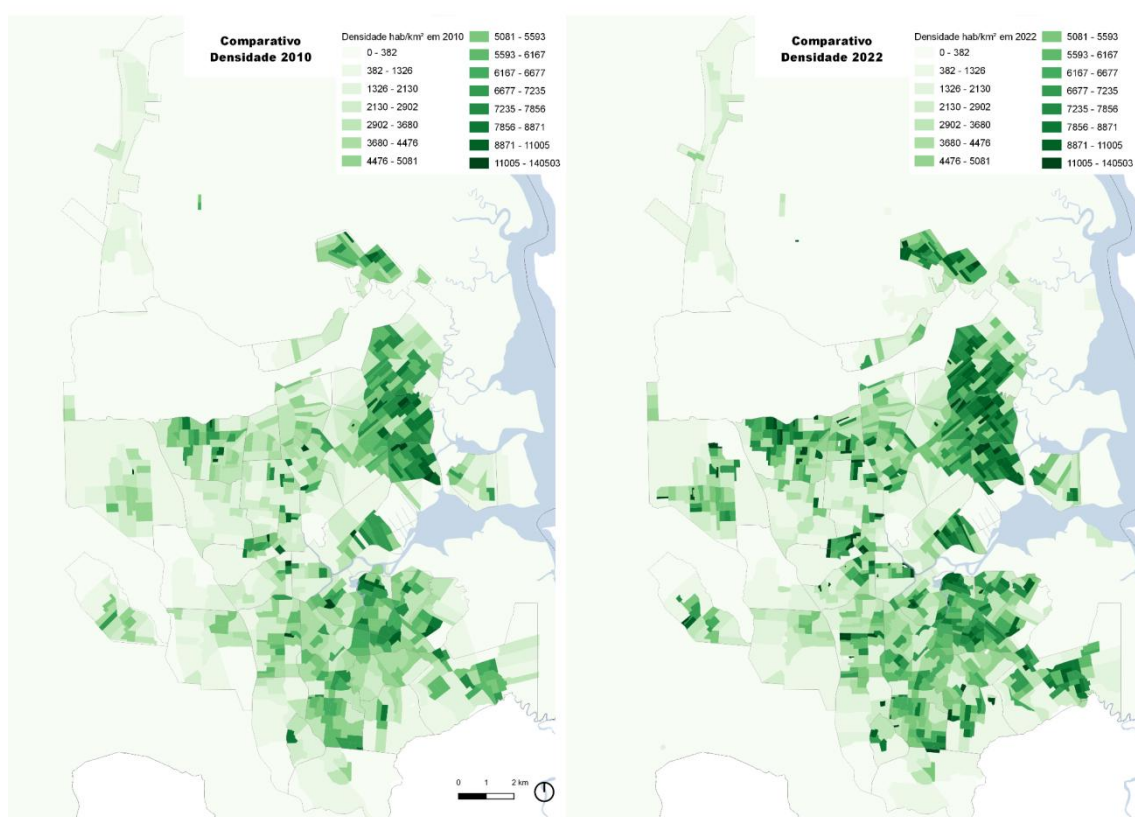 Comparativo
Densidade 2010
Densidade hab/km² em 2010
0 - 382
382 - 1326
1326 - 2130
2130 - 2902
2902 - 3680
3680 - 4476
4476 - 5081
5081 - 5593
5593 - 6167
6167 - 6677
6677 - 7235
7235 - 7856
7856 - 8871
8871 - 11005
11005 - 140503
0 1 2 km
Comparativo
Densidade 2022
Densidade hab/km² em 2022
0 - 382
382 - 1326
1326 - 2130
2130 - 2902
2902 - 3680
3680 - 4476
4476 - 5081
5081 - 5593
5593 - 6167
6167 - 6677
6677 - 7235
7235 - 7856
7856 - 8871
8871 - 11005
11005 - 140503